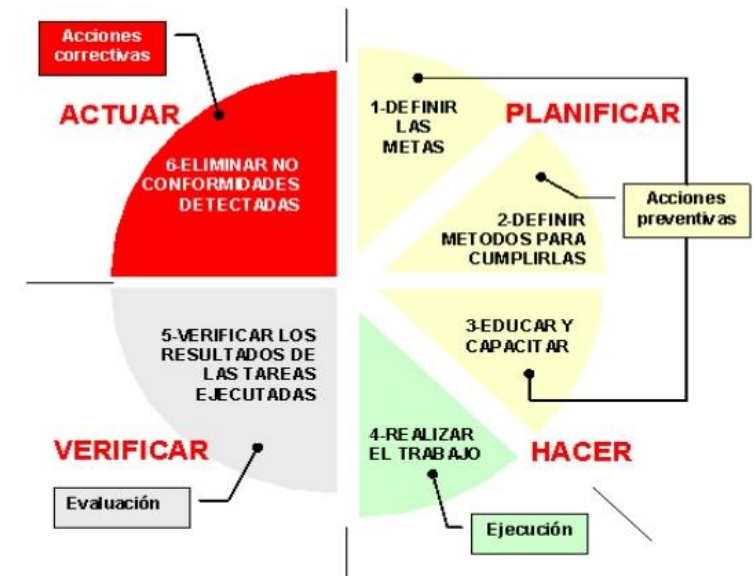 Acciones
correctivas
ACTUAR
6-ELIMINAR NO
CONFORMIDADES
DETECTADAS
1-DEFINIR
LAS
METAS
PLANIFICAR
2-DEFINIR
METODOS PARA
CUMPLIRLAS
Acciones
preventivas
3-EDUCAR Y
CAPACITAR
4-REALIZAR
EL TRABAJO
HACER
Ejecución
5-VERIFICAR LOS
RESULTADOS DE
LAS TAREAS
EJECUTADAS
VERIFICAR
Evaluación